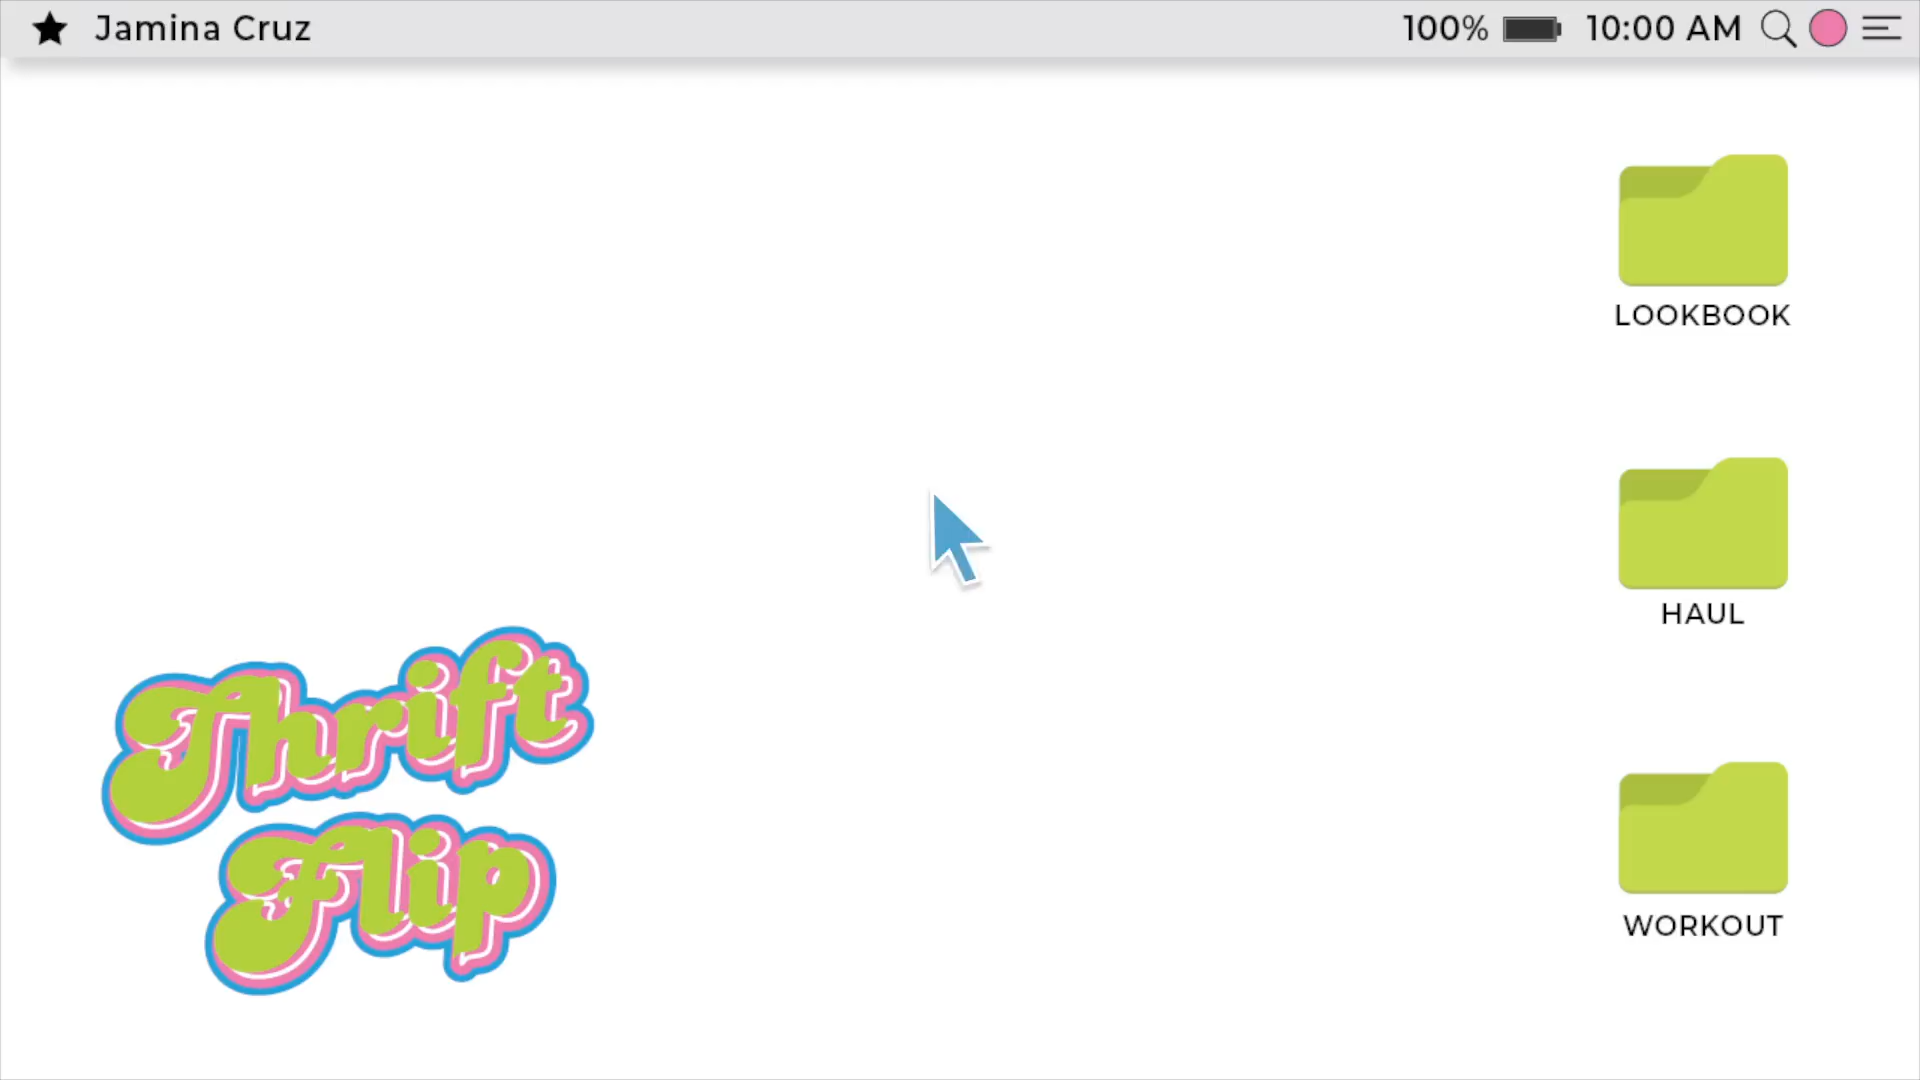 Jamina Cruz
100% 10:00 AM
LOOKBOOK
HAUL
Thrift
Flip
WORKOUT